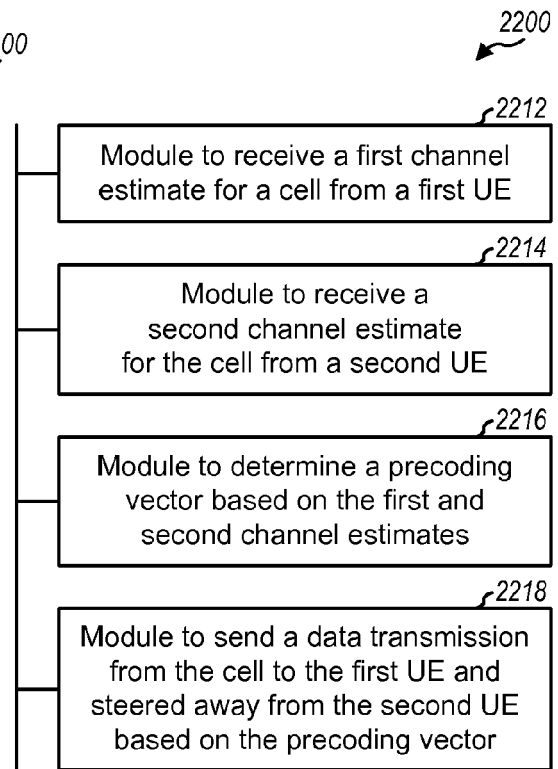 00
2200
2212
Module to receive a first channel
estimate for a cell from a first UE
2214
Module to receive a
second channel estimate
for the cell from a second UE
2216
Module to determine a precoding
vector based on the first and
second channel estimates
2218
Module to send a data transmission
from the cell to the first UE and
steered away from the second UE
based on the precoding vector